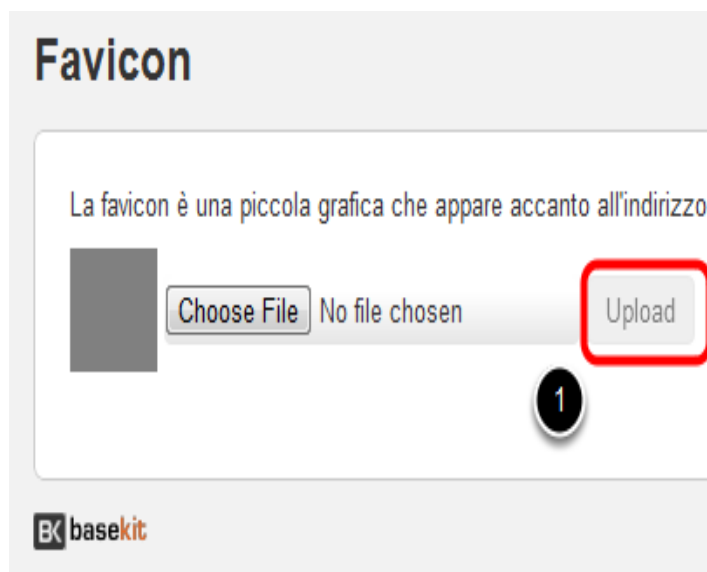 Favicon
La favicon è una piccola grafica che appare accanto all'indirizzo
Choose File No file chosen Upload
1
BK basekit